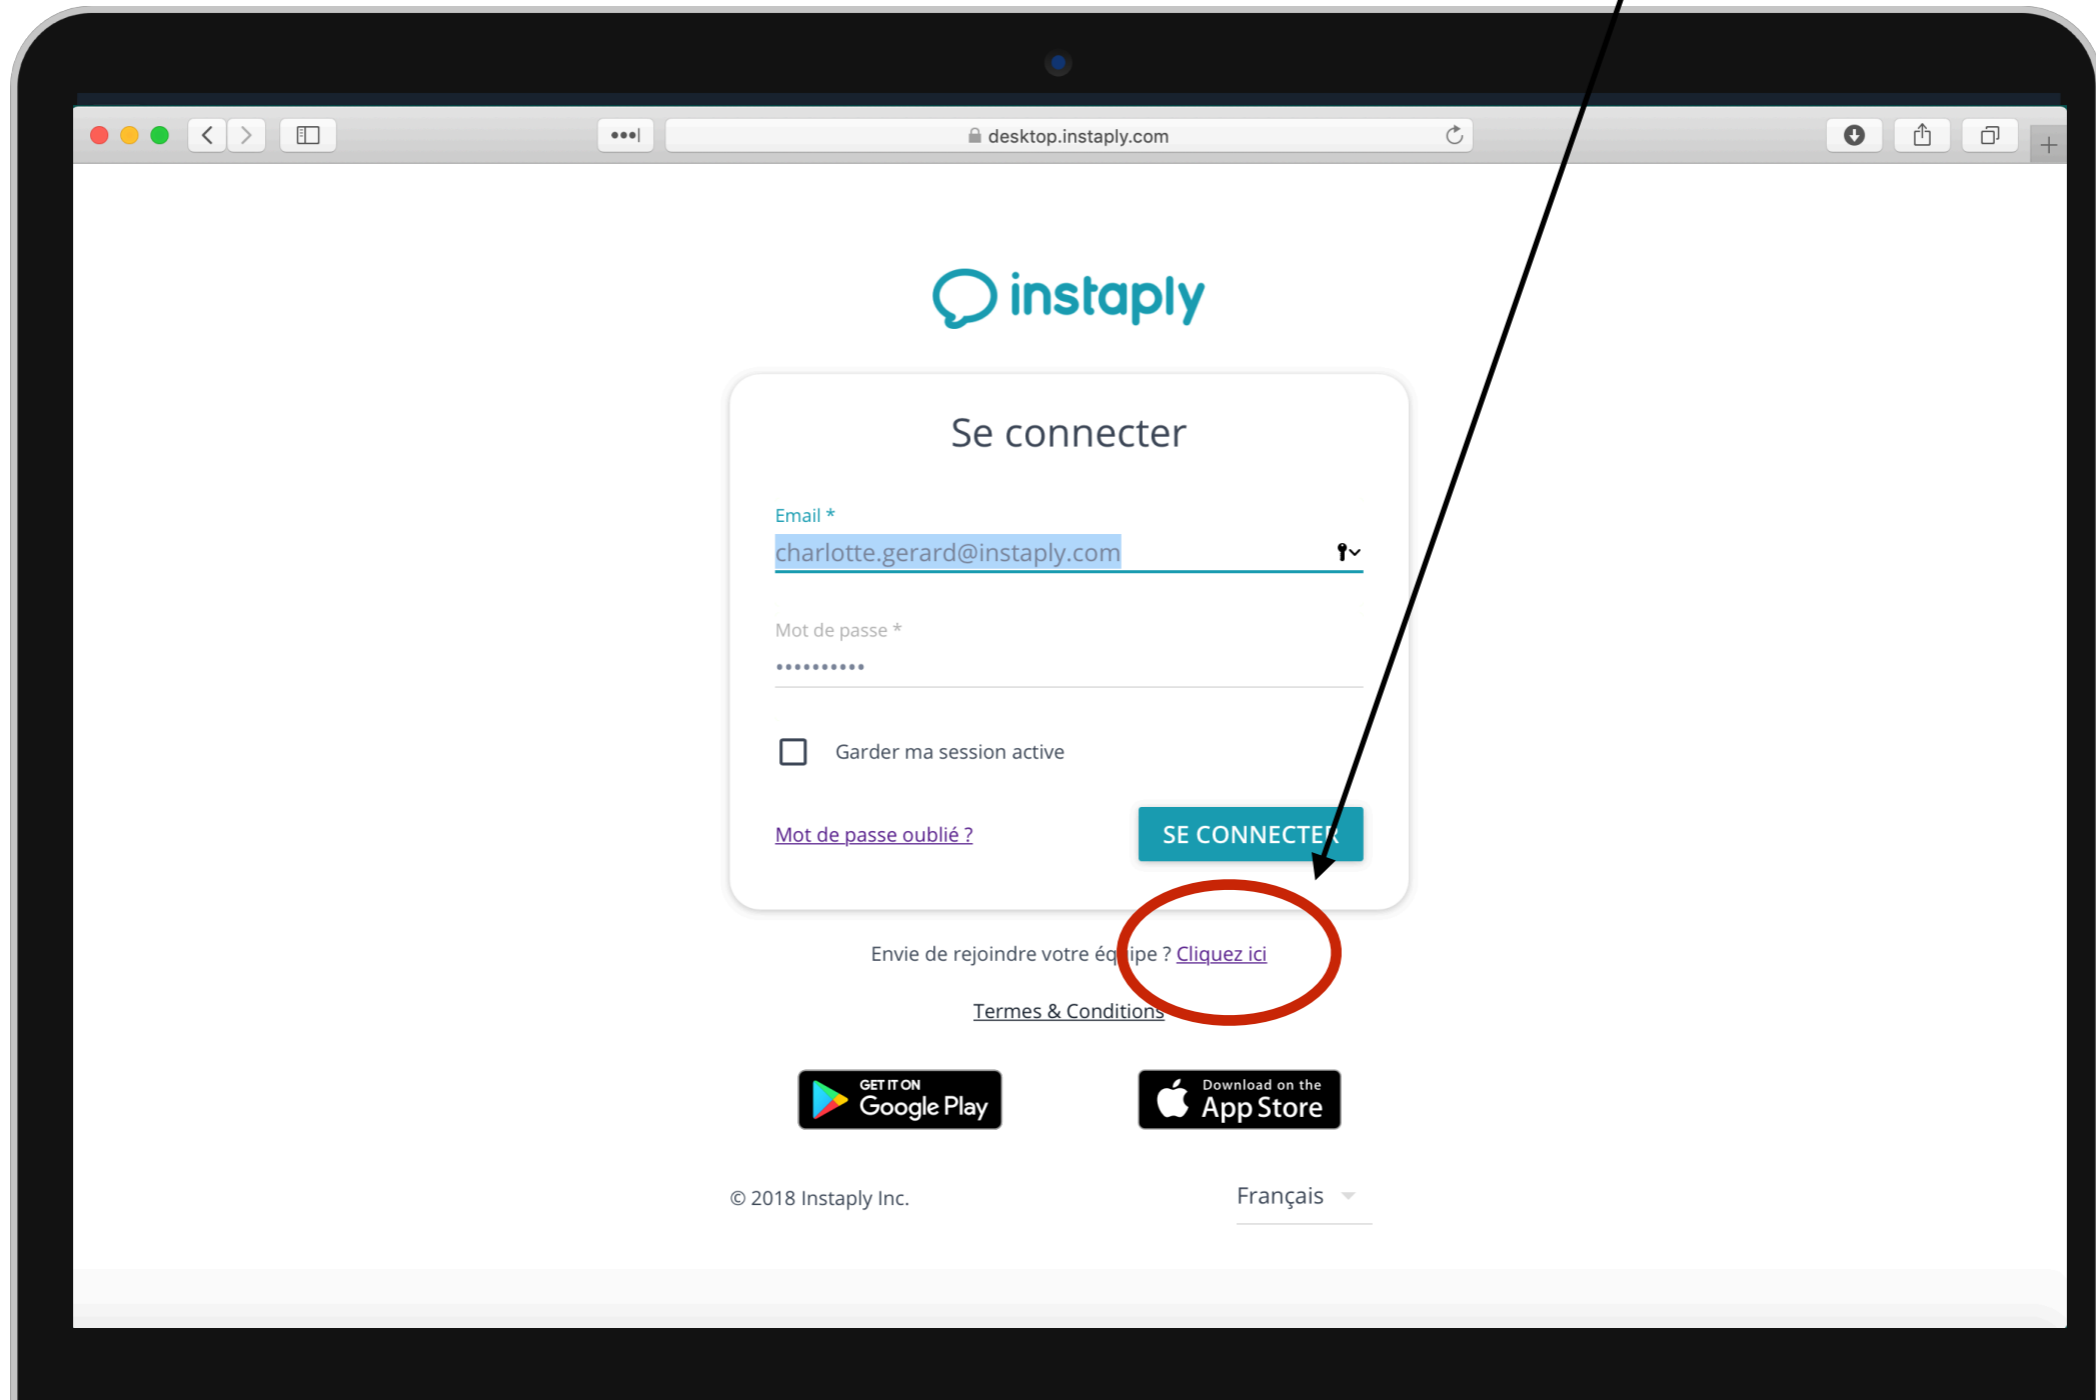 desktop.instaply.com
instaply
Se connecter
Email *
charlotte.gerard@instaply.com
Mot de passe *
Garder ma session active
Mot de passe oublié ?
SE CONNECTER
Envie de rejoindre votre équipe ? Cliquez ici
Termes & Conditions
GET IT ON
Google Play
Download on the
App Store
© 2018 Instaply Inc.
Français